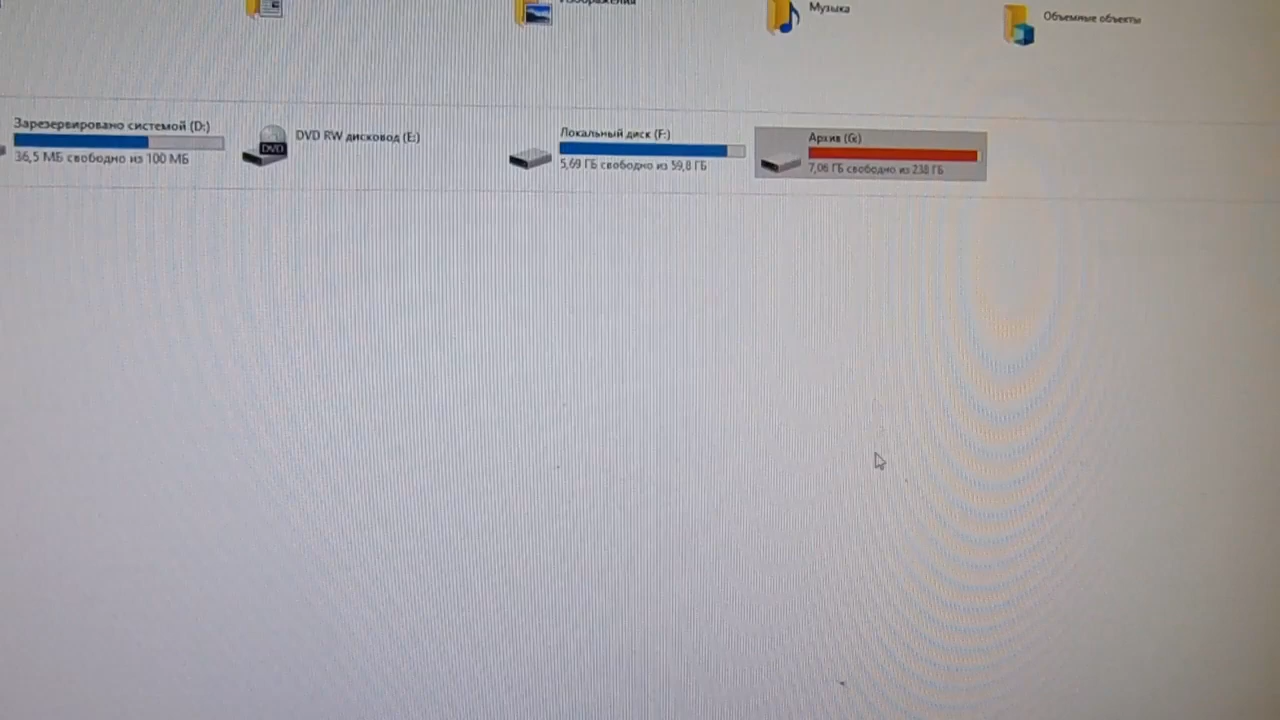 Музыка
Объемные объекты
Зарезервировано системой (D:)
36,5 МБ свободно из 100 МБ
DVD
DVD RW дисковод (E:)
Локальный диск (F:)
5,69 ГБ свободно из 59,8 ГБ
Архив (G:)
7,06 ГБ свободно из 238 ГБ